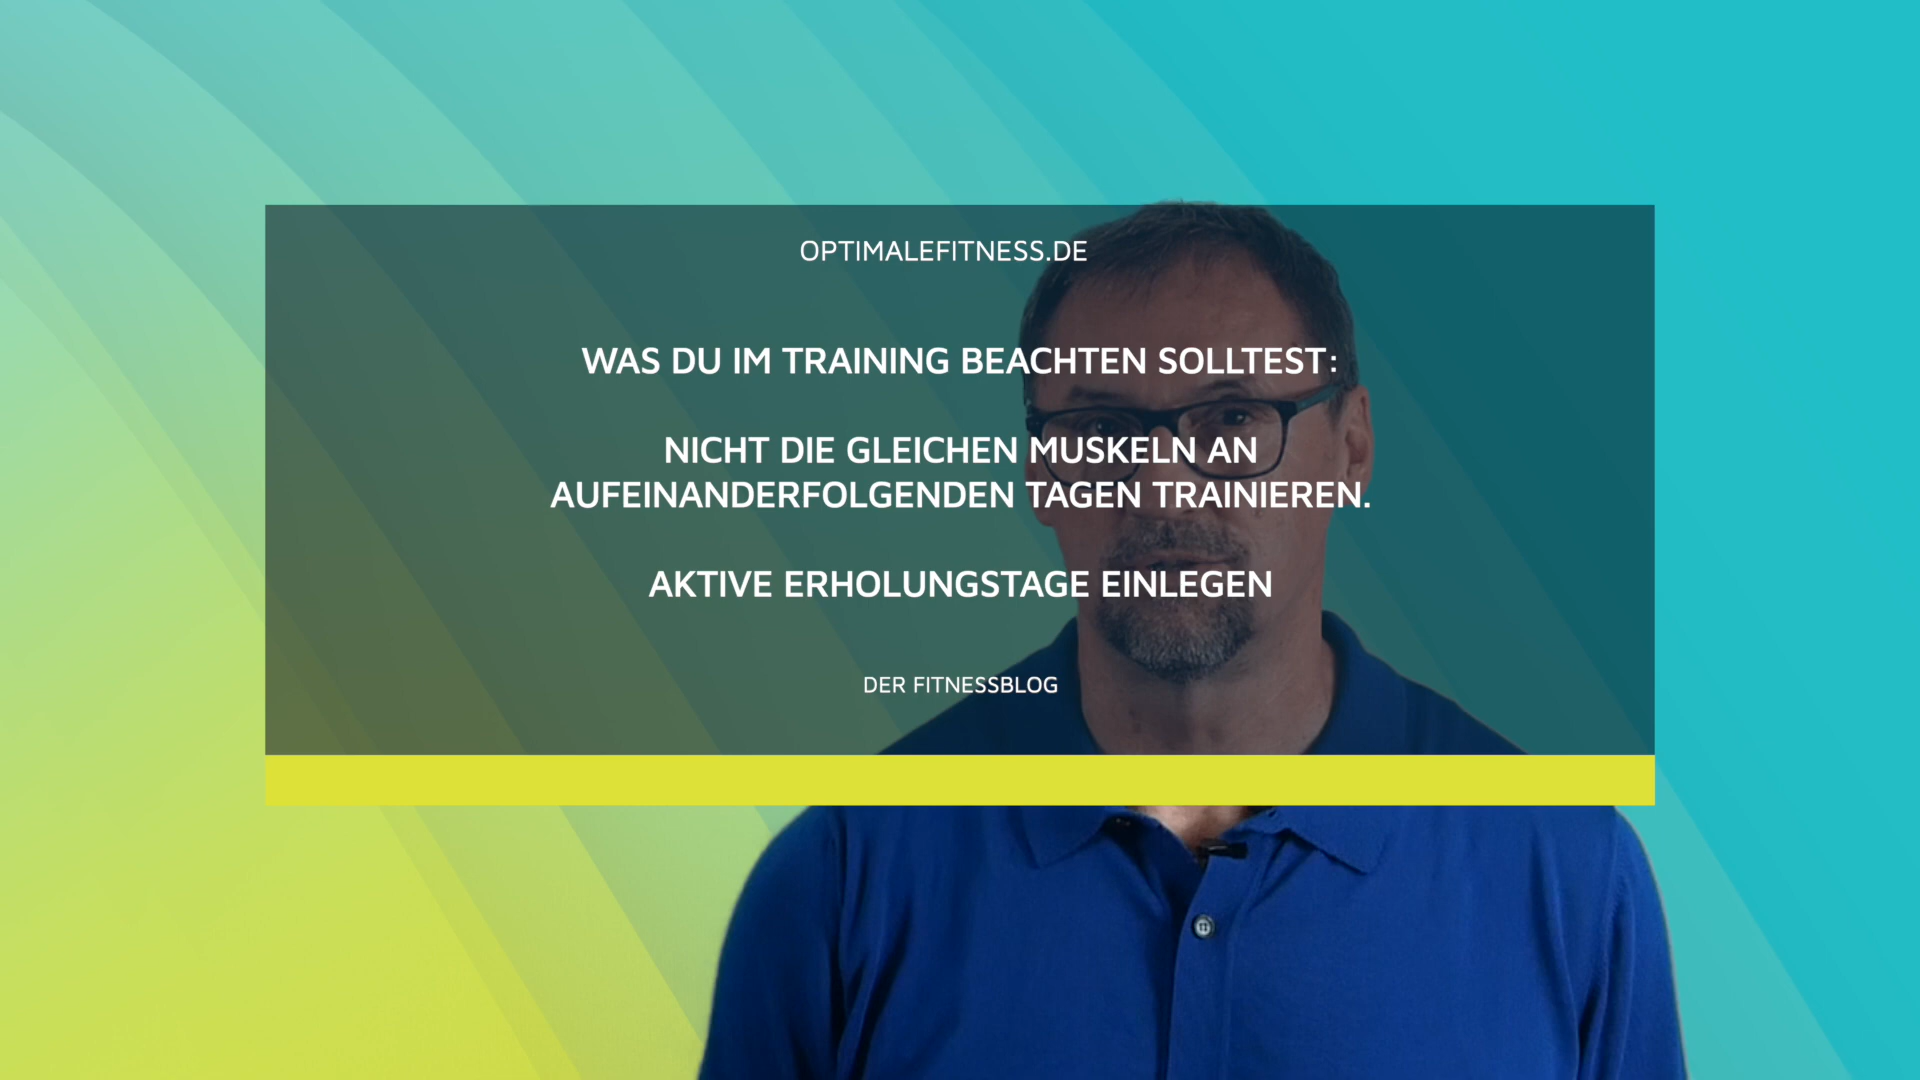 OPTIMALEFITNESS.DE
WAS DU IM TRAINING BEACHTEN SOLLTEST:
NICHT DIE GLEICHEN MUSKELN AN
AUFEINANDERFOLGENDEN TAGEN TRAINIEREN.
AKTIVE ERHOLUNGSTAGE EINLEGEN
DER FITNESSBLOG